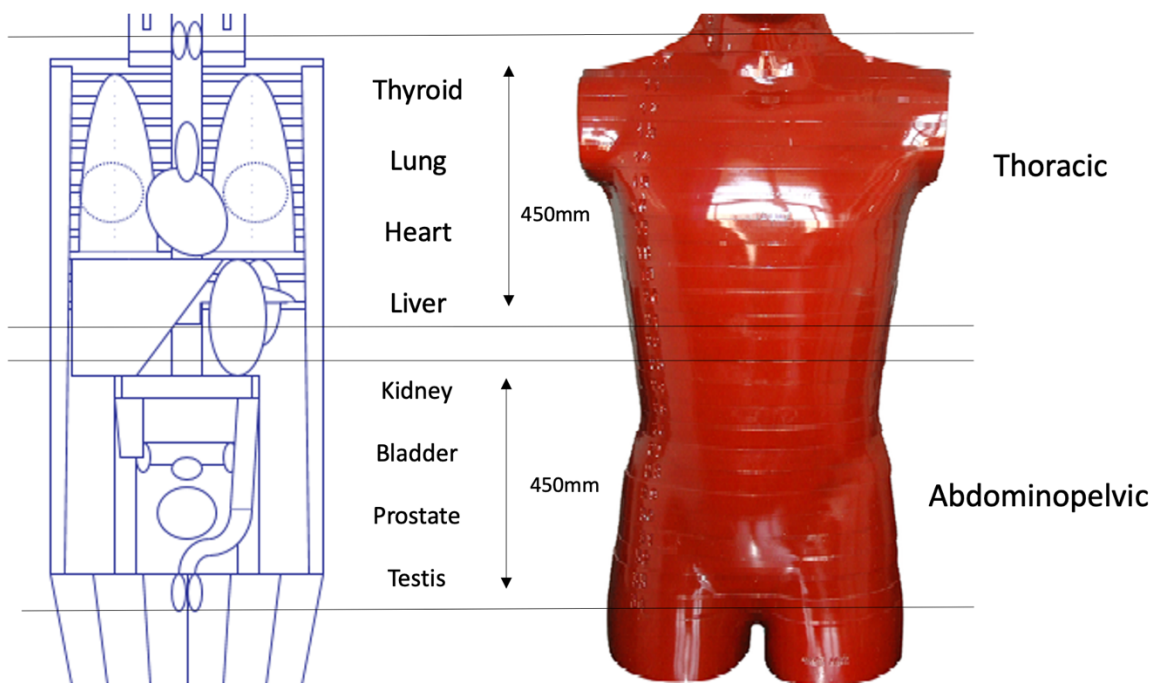 Thyroid
Lung
Heart
Liver
450mm
Thoracic
Kidney
Bladder
Prostate
Testis
450mm
Abdominopelvic